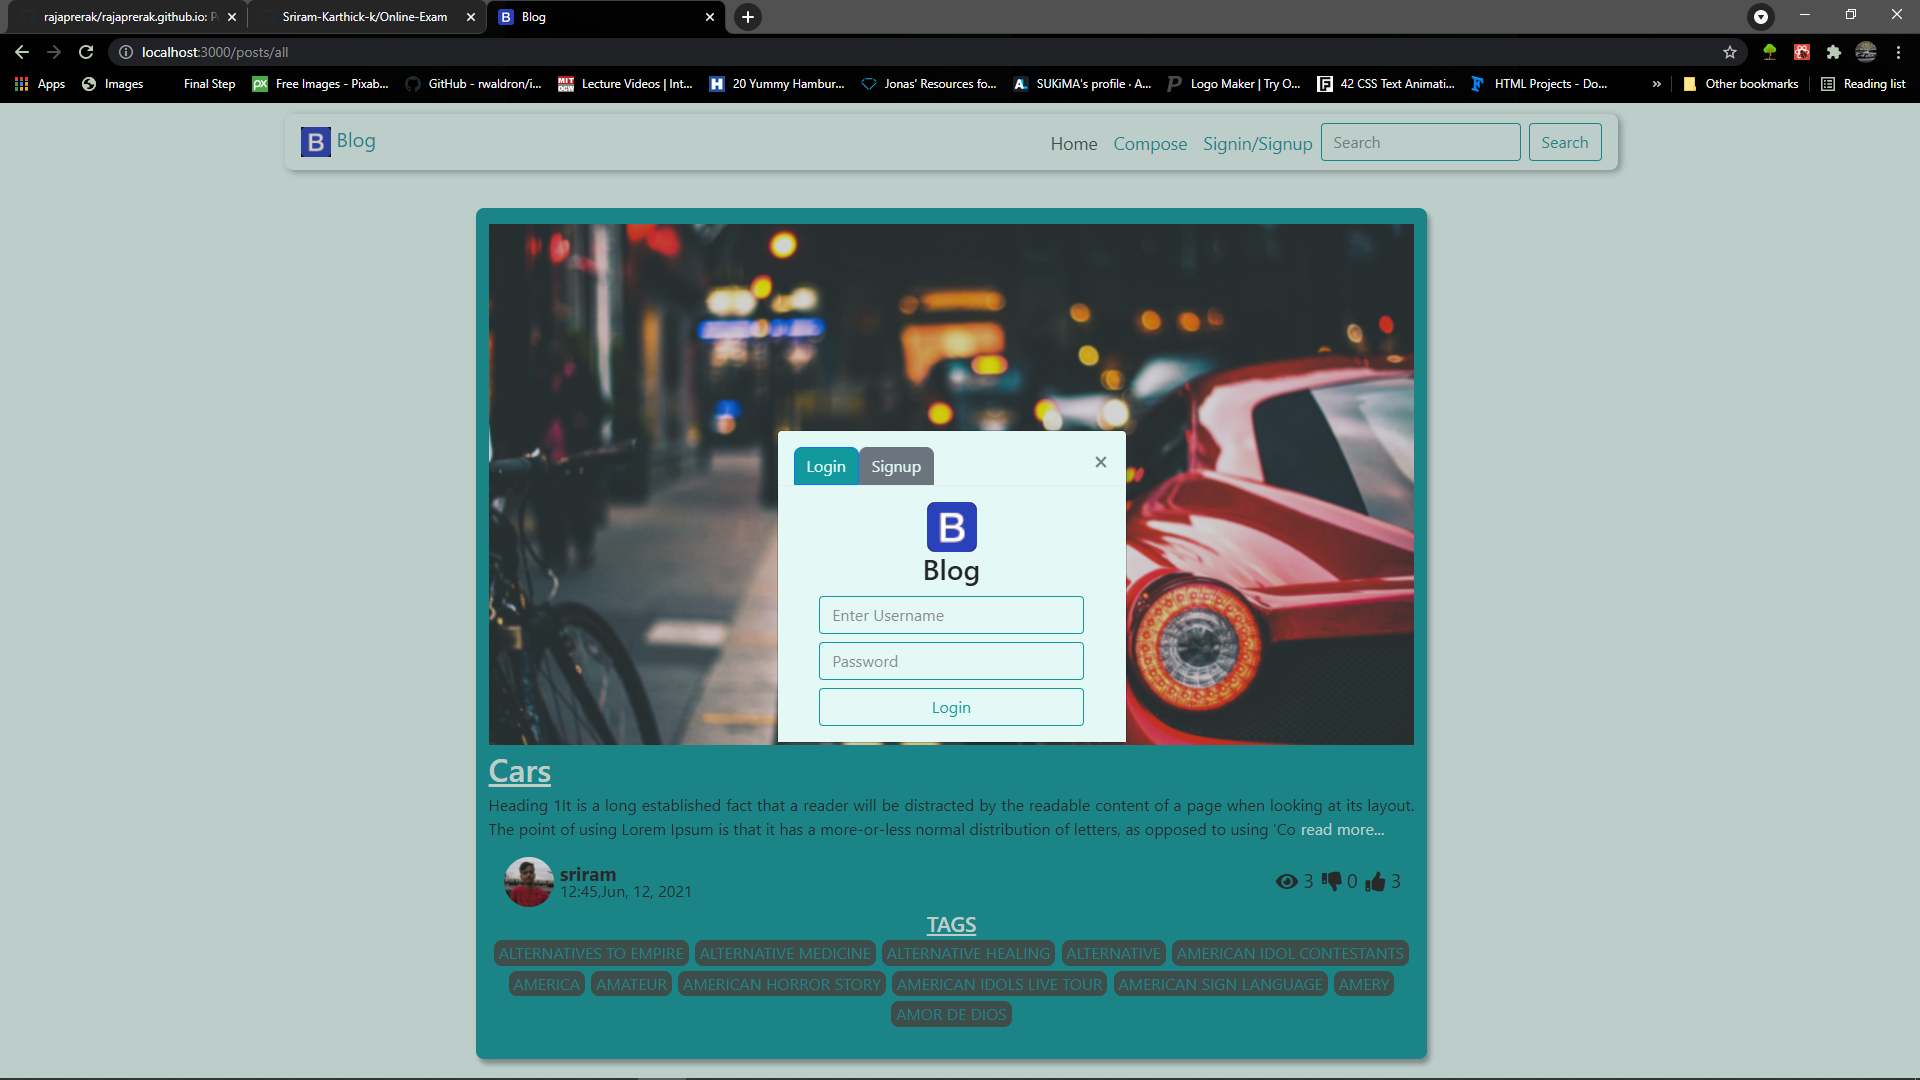 rajaprerak/rajaprerak.github.io: P
Sriram-Karthick-k/Online-Exam
B Blog
localhost:3000/posts/all
Apps
Images
Final Step
px Free Images - Pixab...
GitHub - rwaldron/i...
MIT OCW Lecture Videos | Int...
H 20 Yummy Hambur...
Jonas' Resources fo...
A. SUKiMA's profile · A...
Logo Maker | Try O...
42 CSS Text Animati...
HTML Projects - Do...
»
Other bookmarks
Reading list
B Blog
Home
Compose
Signin/Signup
Search
Search
Login
Signup
×
B
Blog
Enter Username
Password
Login
Cars
Heading 1It is a long established fact that a reader will be distracted by the readable content of a page when looking at its layout.
The point of using Lorem Ipsum is that it has a more-or-less normal distribution of letters, as opposed to using 'Co read more...
sriram
12:45,Jun, 12, 2021
3 0 3
TAGS
ALTERNATIVES TO EMPIRE ALTERNATIVE MEDICINE ALTERNATIVE HEALING ALTERNATIVE AMERICAN IDOL CONTESTANTS
AMERICA AMATEUR AMERICAN HORROR STORY AMERICAN IDOLS LIVE TOUR AMERICAN SIGN LANGUAGE AMERY
AMOR DE DIOS